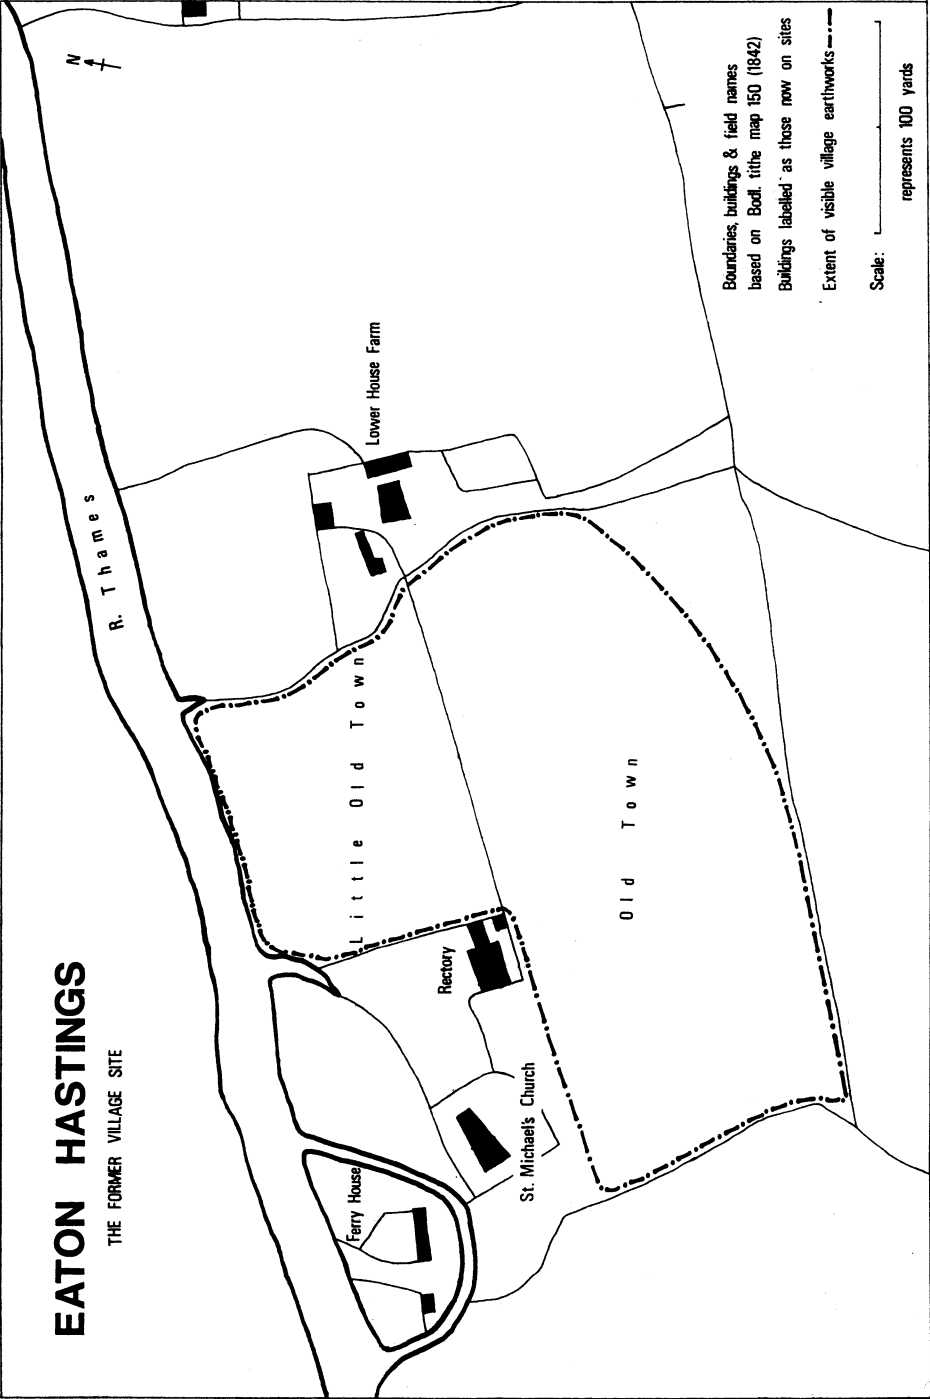 EATON HASTINGS
THE FORMER VILLAGE SITE
N
R. Thames
Ferry House
St. Michael's Church
Rectory
Little Old Town
Old Town
Lower House Farm
Boundaries, buildings & field names
based on Bodl. tithe map 150 (1842)
Buildings labelled as those now on sites
Extent of visible village earthworks
Scale:
represents 100 yards